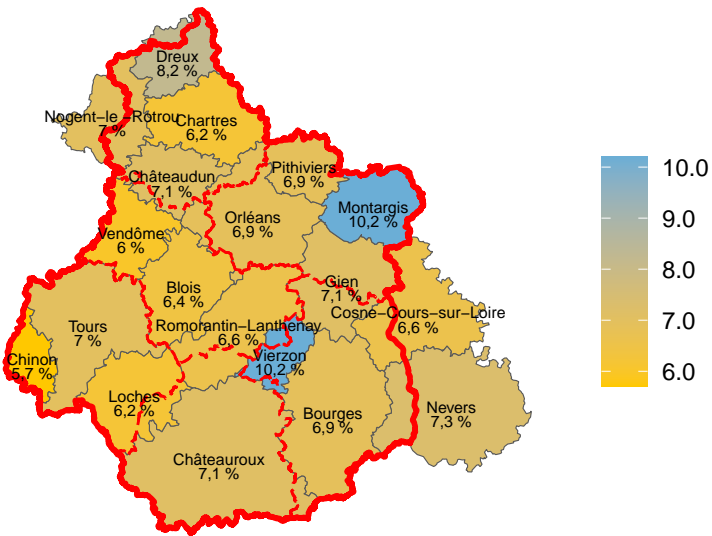 Dreux
8,2 %
Nogent−le −Rotrou
7 %
Chartres
6,2 %
Pithiviers
6,9 %
Châteaudun
7,1 %
Montargis
10,2 %
Orléans
6,9 %
Vendôme
6 %
Blois
6,4 %
Gien
7,1 %
Cosne−Cours−sur−Loire
6,6 %
Tours
7 %
Romorantin−Lanthenay
6,6 %
Chinon
5,7 %
Vierzon
10,2 %
Loches
6,2 %
Bourges
6,9 %
Nevers
7,3 %
Châteauroux
7,1 %
10.0
9.0
8.0
7.0
6.0